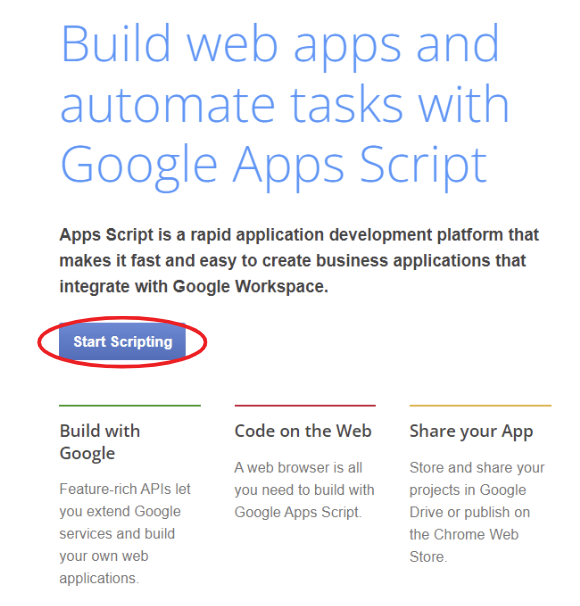 Build web apps and
automate tasks with
Google Apps Script
Apps Script is a rapid application development platform that
makes it fast and easy to create business applications that
integrate with Google Workspace.
Start Scripting
Build with
Google
Feature-rich APIs let
you extend Google
services and build
your own web
applications.
Code on the Web
A web browser is all
you need to build with
Google Apps Script.
Share your App
Store and share your
projects in Google
Drive or publish on
the Chrome Web
Store.